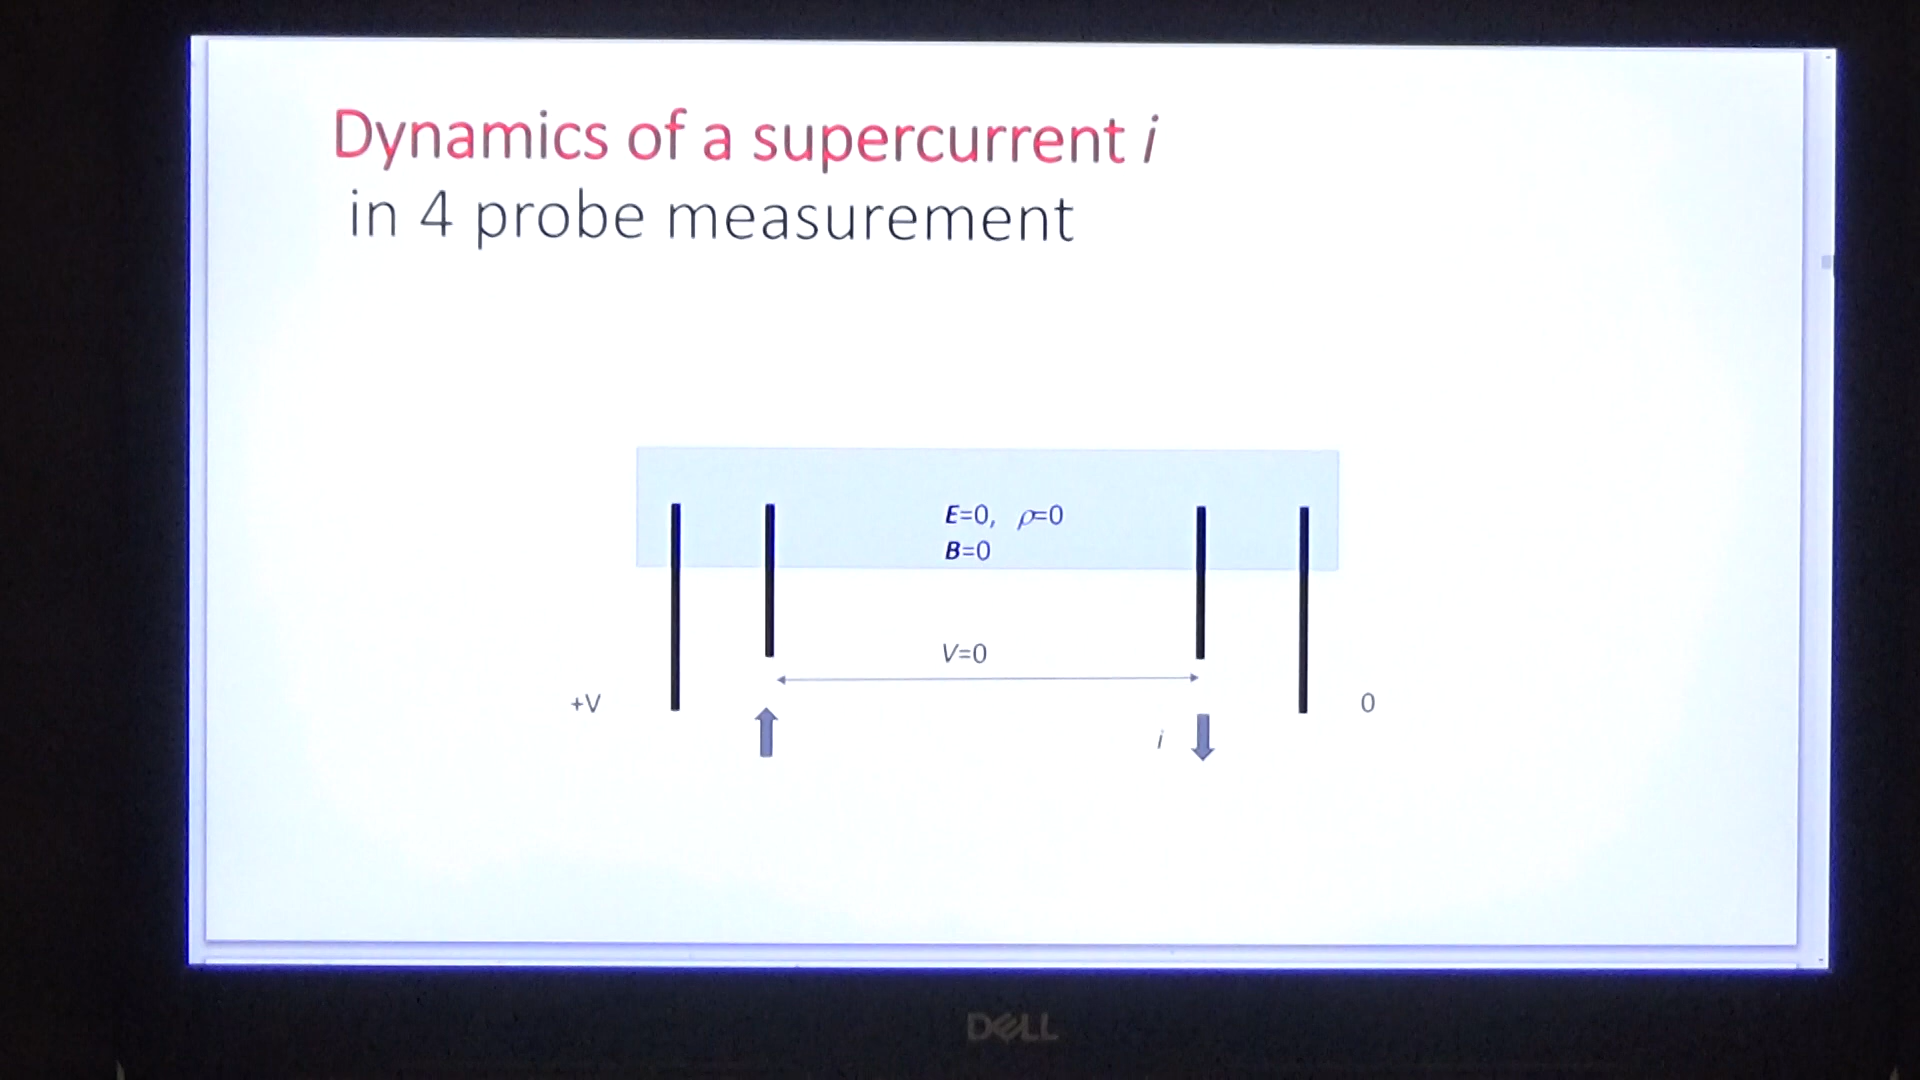 Dynamics of a supercurrent i
in 4 probe measurement
E=0, ρ=0
B=0
V=0
+V
0
i
DELL